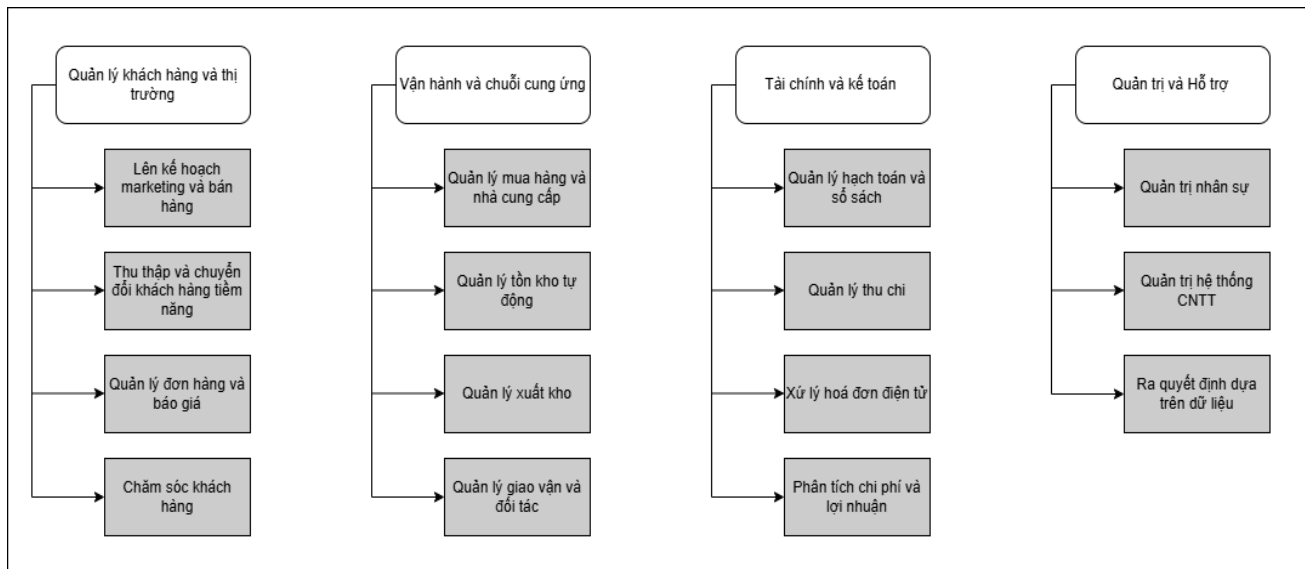 Quản lý khách hàng và thị
trường
Lên kế hoạch
marketing và bán
hàng
Thu thập và chuyển
đổi khách hàng tiềm
năng
Quản lý đơn hàng và
báo giá
Chăm sóc khách
hàng
Vận hành và chuỗi cung ứng
Quản lý mua hàng và
nhà cung cấp
Quản lý tồn kho tự
động
Quản lý xuất kho
Quản lý giao vận và
đối tác
Tài chính và kế toán
Quản lý hạch toán và
sổ sách
Quản lý thu chi
Xử lý hoá đơn điện tử
Phân tích chi phí và
lợi nhuận
Quản trị và Hỗ trợ
Quản trị nhân sự
Quản trị hệ thống
CNTT
Ra quyết định dựa
trên dữ liệu